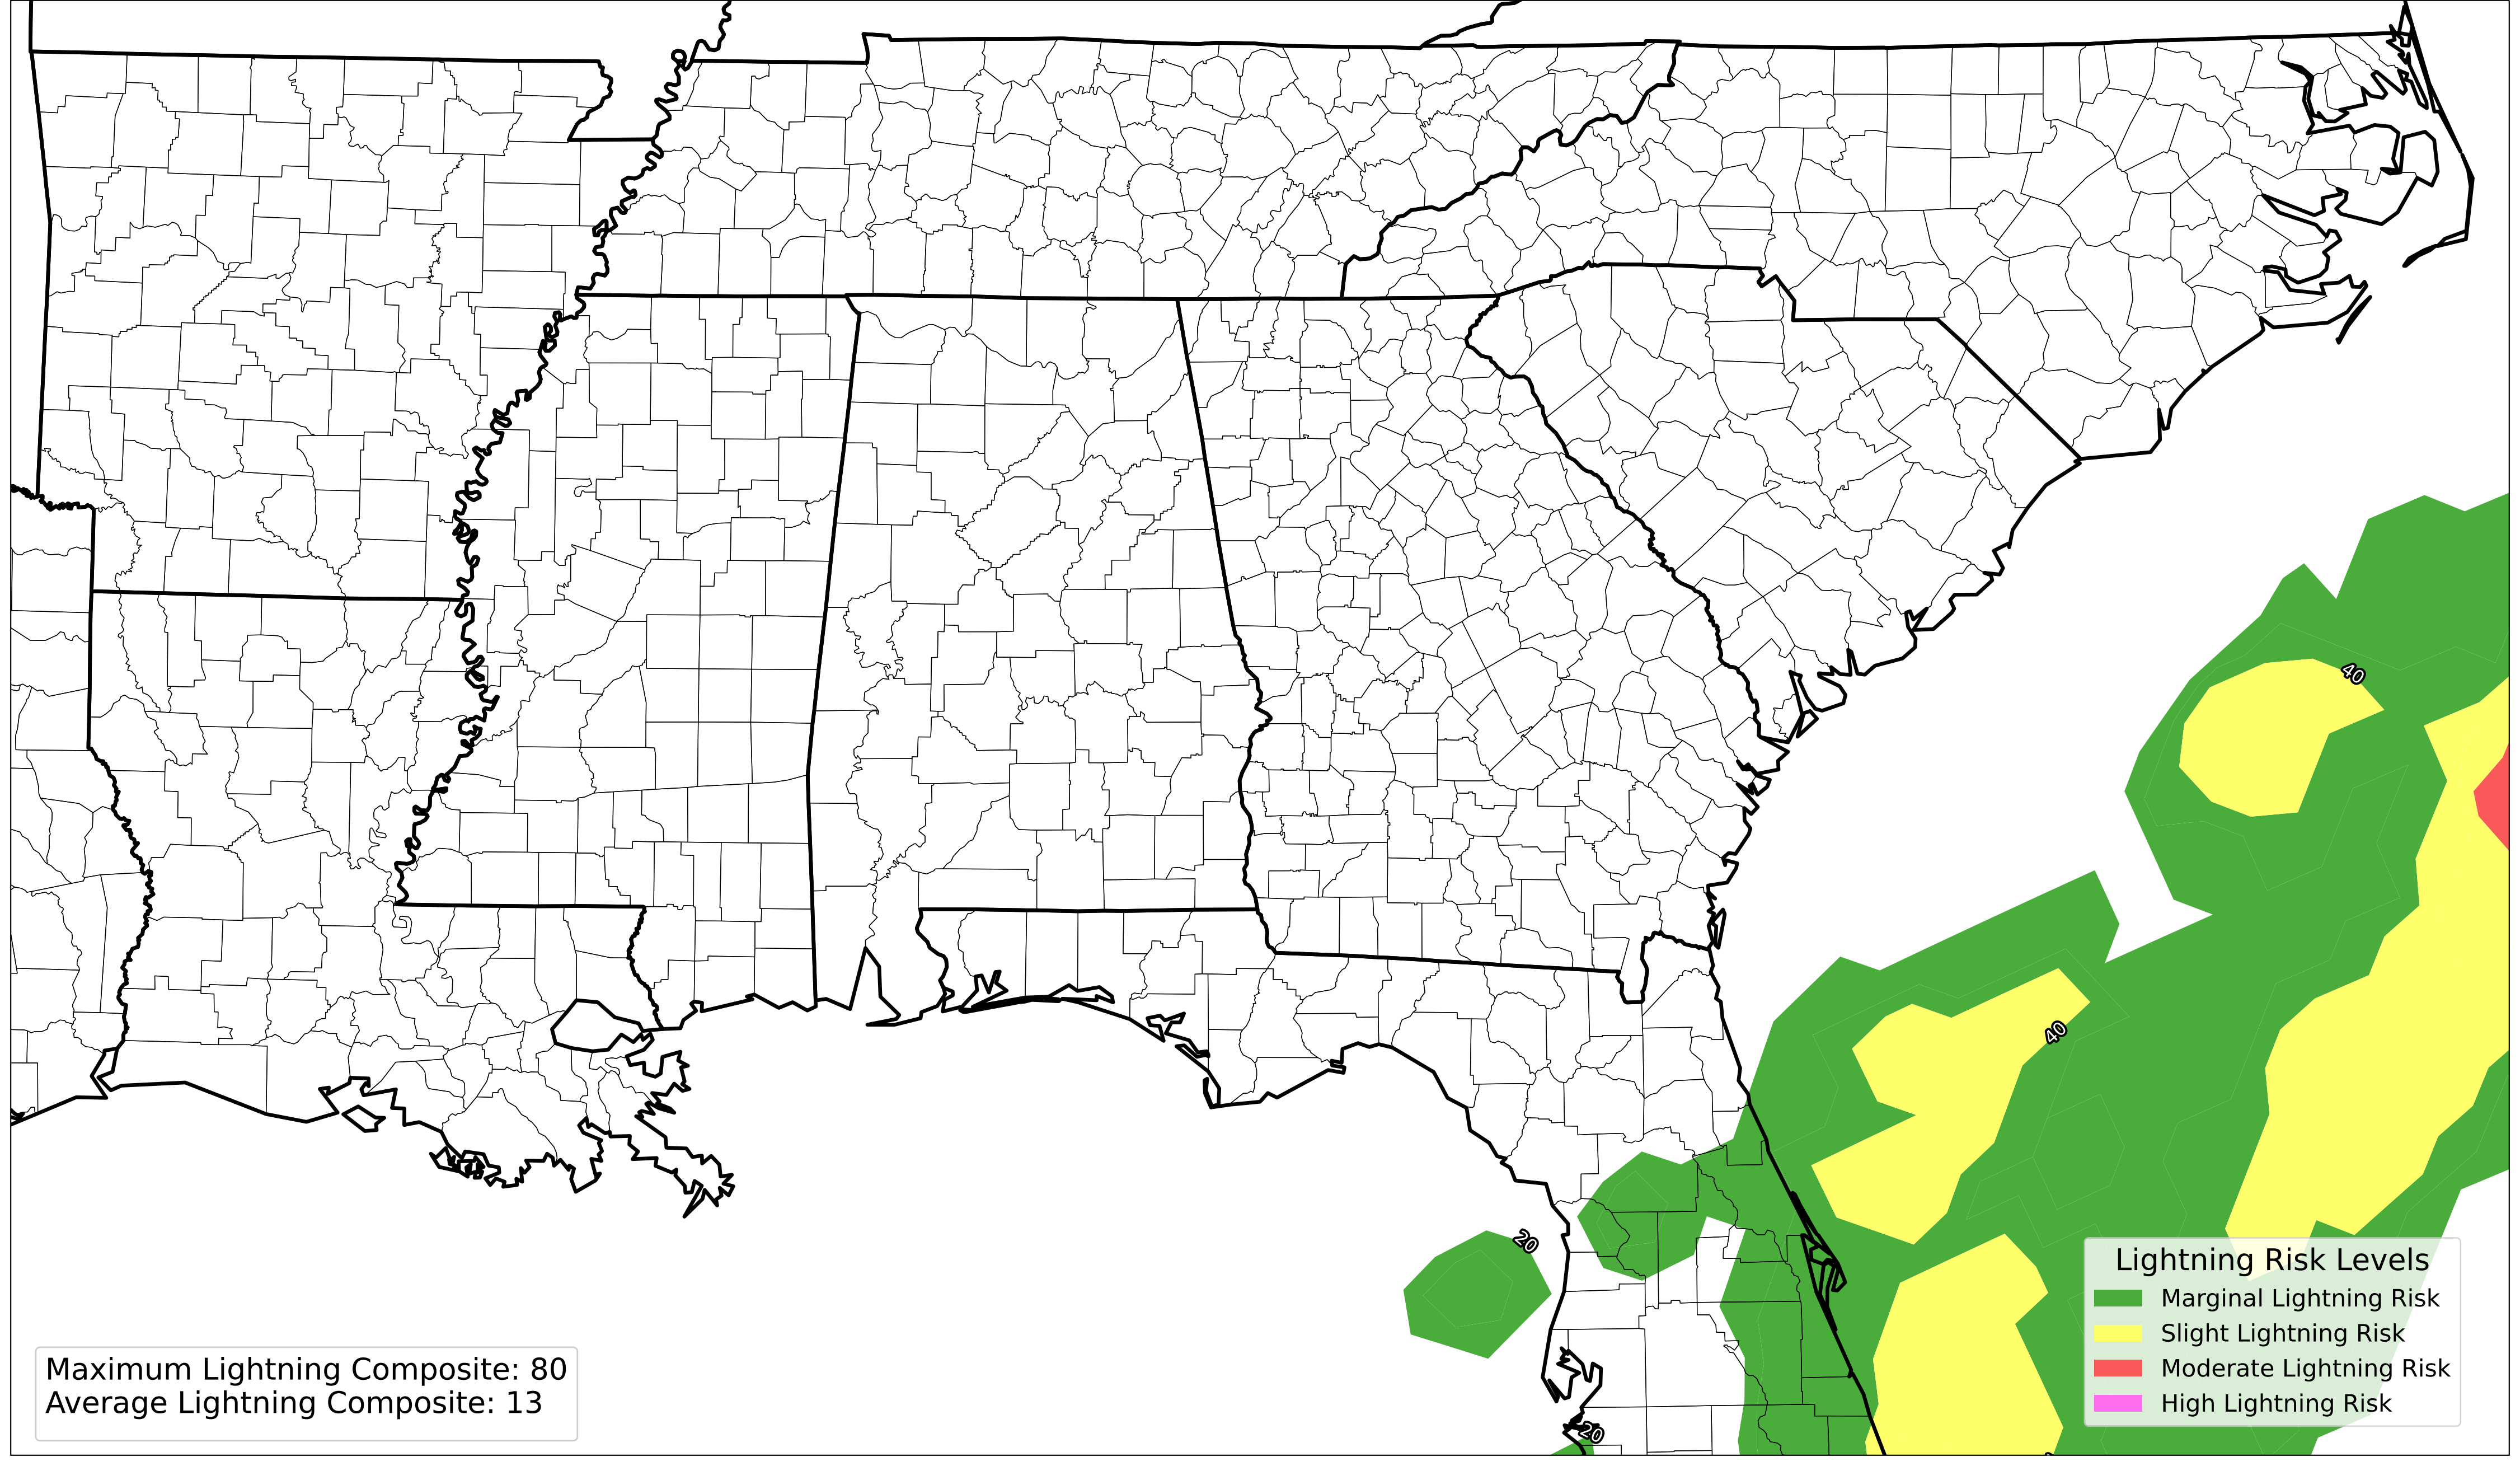 40
40
20
20
Lightning Risk Levels
Marginal Lightning Risk
Slight Lightning Risk
Moderate Lightning Risk
High Lightning Risk
Maximum Lightning Composite: 80
Average Lightning Composite: 13